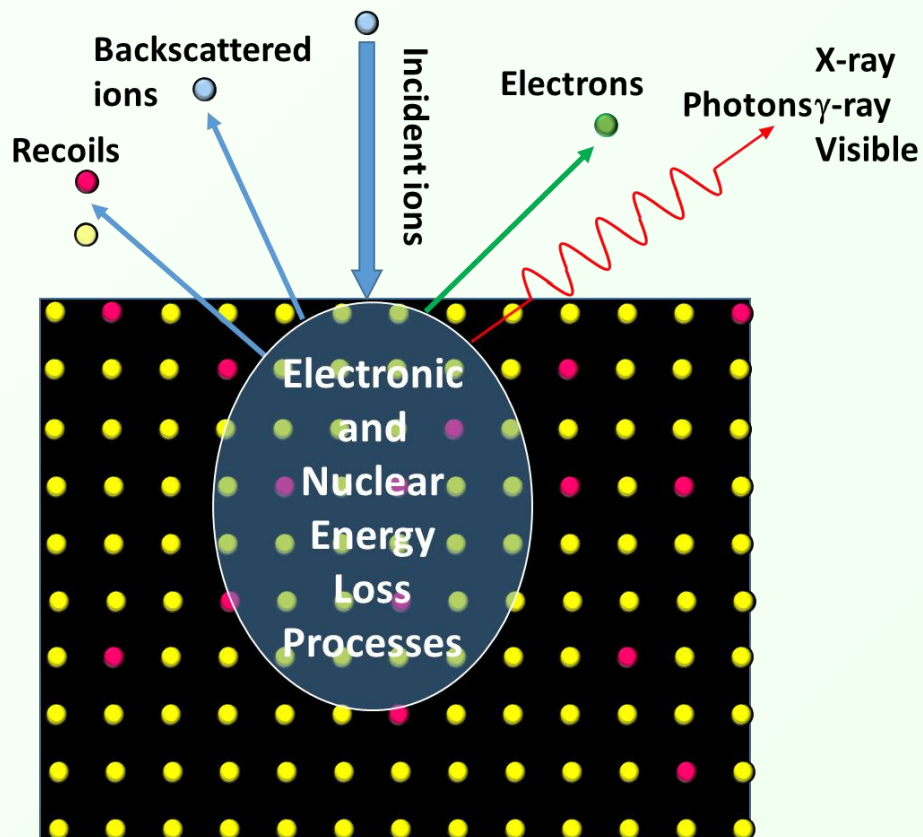 Backscattered
ions
Recoils
Incident ions
Electrons
Photons
X-ray
γ-ray
Visible
Electronic
and
Nuclear
Energy
Loss
Processes